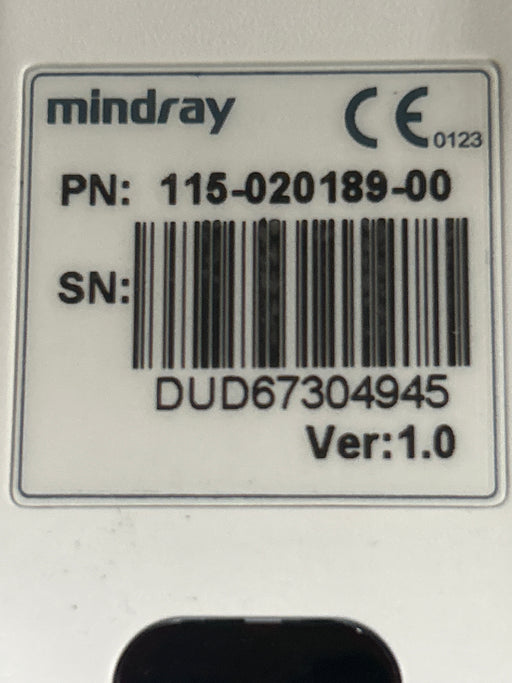 mindray
CE 0123
PN: 115-020189-00
SN:
DUD67304945
Ver:1.0